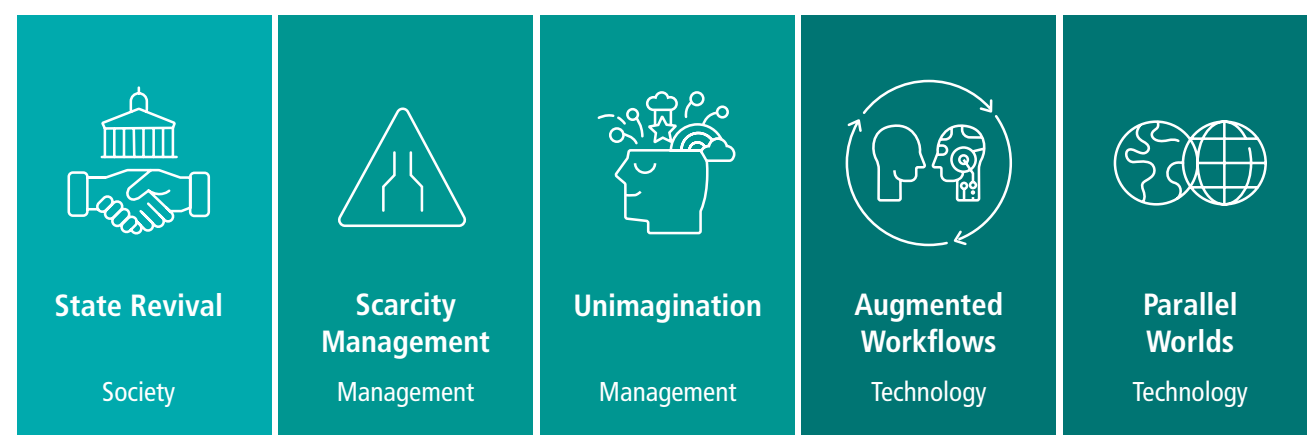 State Revival
Society
Scarcity
Management
Management
Unimagination
Management
Augmented
Workflows
Technology
Parallel
Worlds
Technology